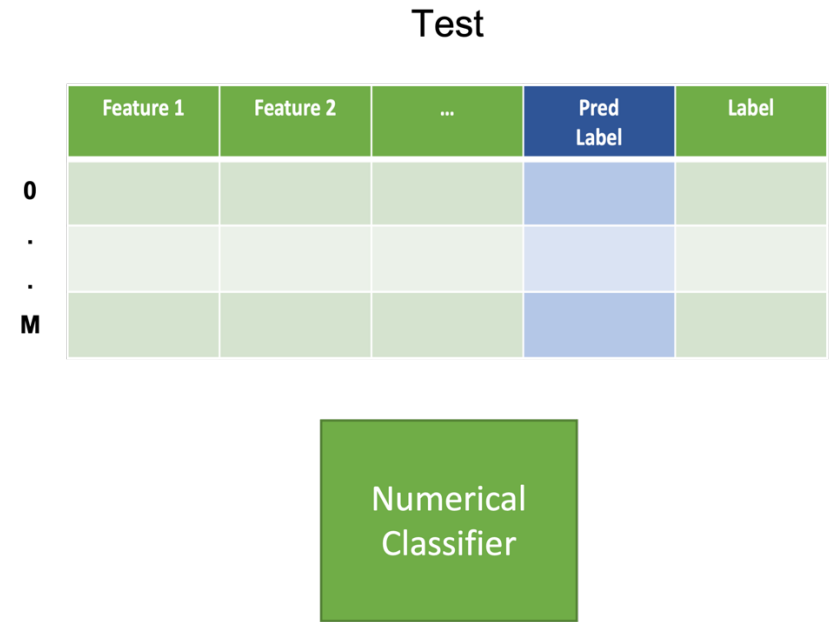 Test
Feature 1 Feature 2 ... Pred Label Label
0
.
.
M
Numerical
Classifier